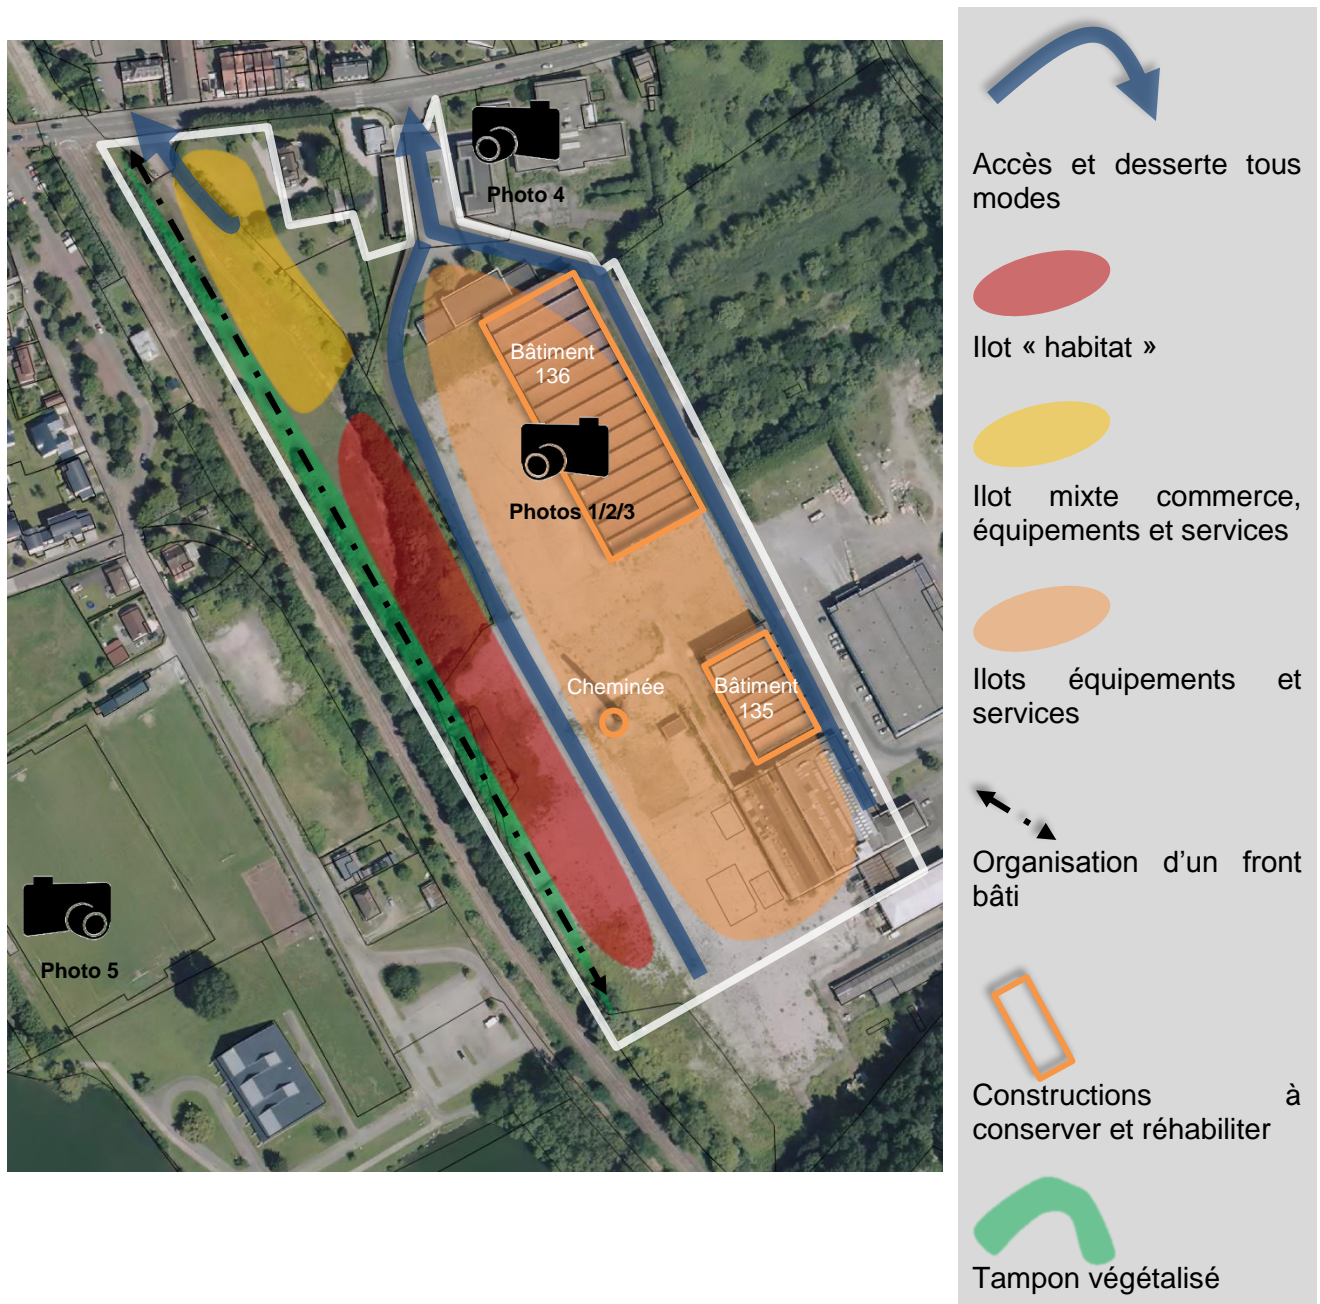 Photo 4
Bâtiment
136
Photos 1/2/3
Cheminée
Bâtiment
135
Photo 5
Accès et desserte tous
modes
Ilot « habitat »
Ilot mixte commerce,
équipements et services
Ilots équipements et
services
Organisation d'un front
bâti
Constructions à
conserver et réhabiliter
Tampon végétalisé